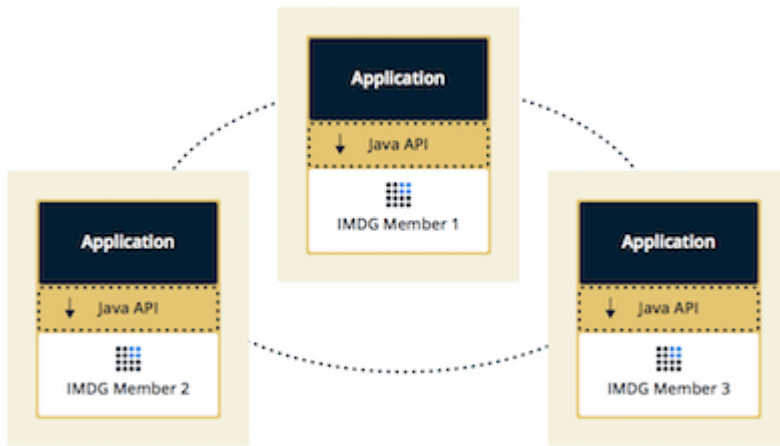 Application
Java API
IMDG Member 1
Application
Java API
IMDG Member 2
Application
Java API
IMDG Member 3